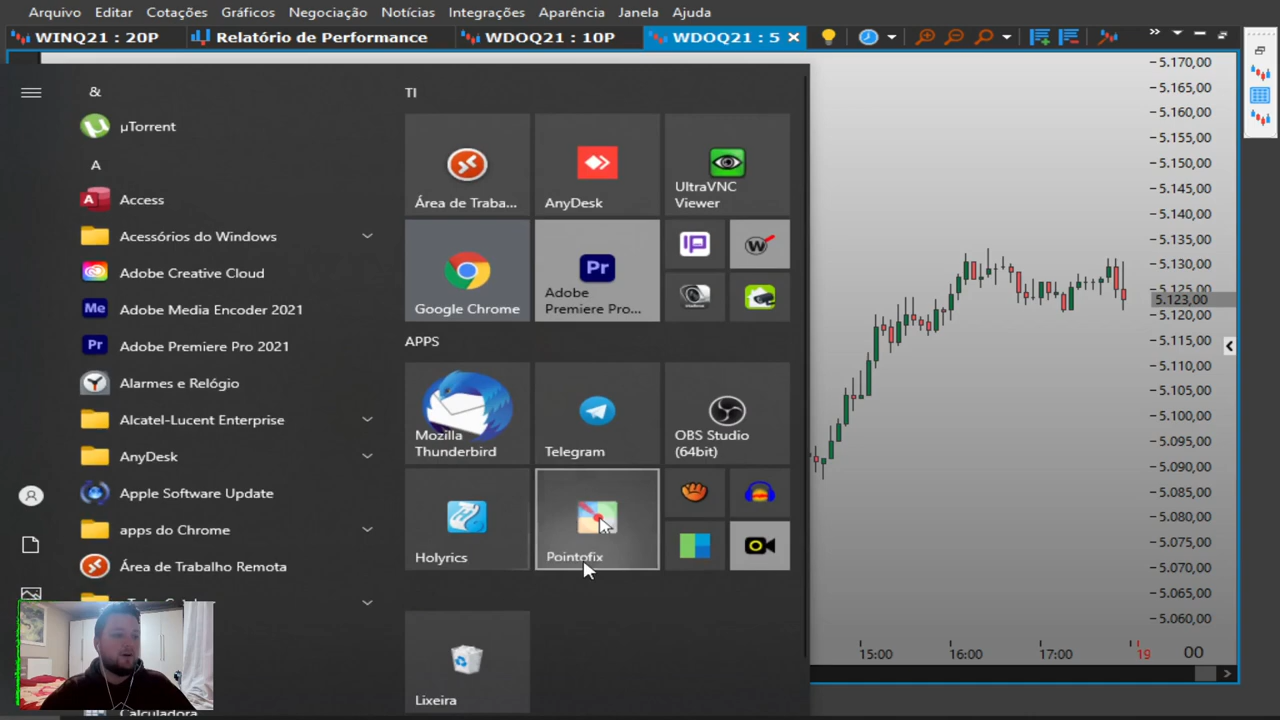 Arquivo Editar Cotações Gráficos Negociação Notícias Integrações Aparência Janela Ajuda
WINQ21 : 20P Relatório de Performance WDOQ21 : 10P WDOQ21 : 5
&
µTorrent
A
Access
Acessórios do Windows
Adobe Creative Cloud
Adobe Media Encoder 2021
Adobe Premiere Pro 2021
Alarmes e Relógio
Alcatel-Lucent Enterprise
AnyDesk
Apple Software Update
apps do Chrome
Área de Trabalho Remota
Calculadora
TI
Área de Traba...
AnyDesk
UltraVNC
Viewer
Google Chrome
Adobe
Premiere Pro...
APPS
Mozilla
Thunderbird
Telegram
OBS Studio
(64bit)
Holyrics
Pointofix
Lixeira
5.170,00
5.165,00
5.160,00
5.155,00
5.150,00
5.145,00
5.140,00
5.135,00
5.130,00
5.125,00
5.123,00
5.120,00
5.115,00
5.110,00
5.105,00
5.100,00
5.095,00
5.090,00
5.085,00
5.080,00
5.075,00
5.070,00
5.065,00
5.060,00
15:00 16:00 17:00 19 00